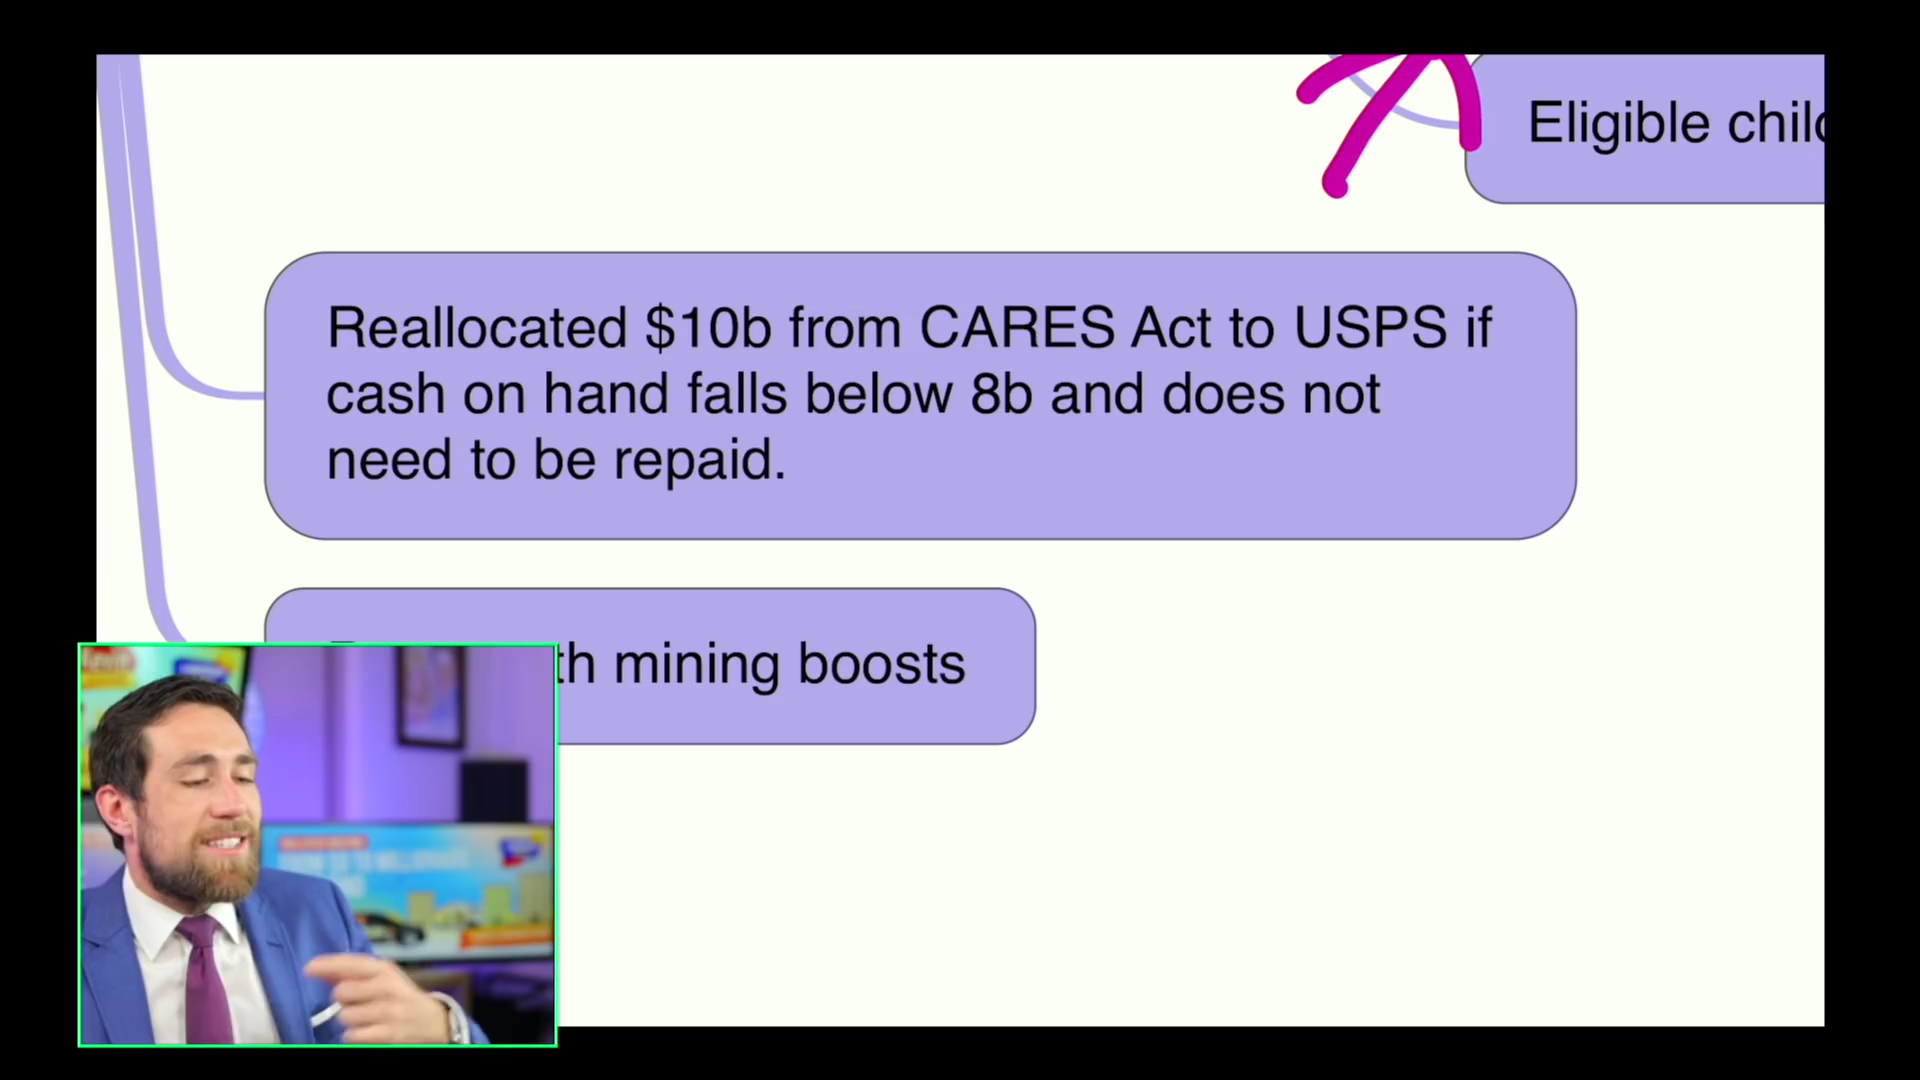 Eligible chil
Reallocated $10b from CARES Act to USPS if
cash on hand falls below 8b and does not
need to be repaid.
th mining boosts